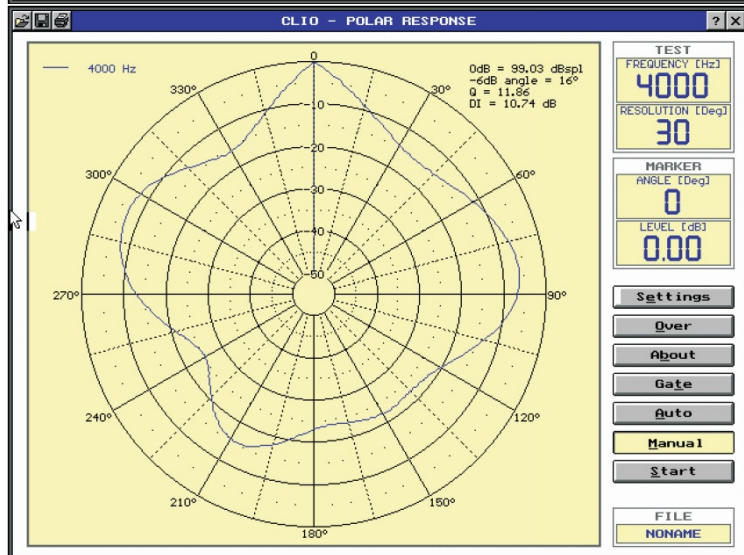 CLIO - POLAR RESPONSE
? X
4000 Hz
0dB = 99.03 dBspl
-6dB angle = 16°
Q = 11.86
DI = 10.74 dB
0
330°
30°
-10
-20
300°
60°
-30
-40
-50
270°
90°
240°
120°
210°
150°
180°
TEST
FREQUENCY [Hz]
4000
RESOLUTION [Deg]
30
MARKER
ANGLE [Deg]
0
LEVEL [dB]
0.00
Settings
Over
About
Gate
Auto
Manual
Start
FILE
NONAME